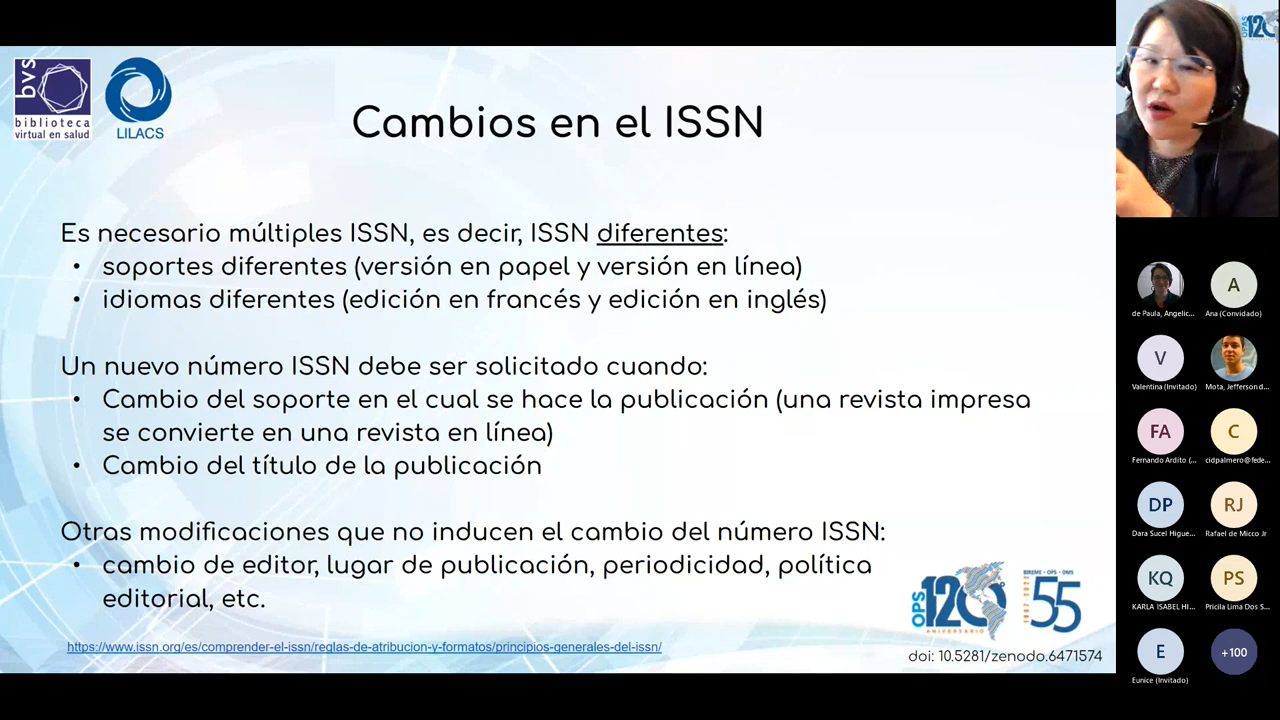 bvs
biblioteca
virtual en salud
LILACS
Cambios en el ISSN
Es necesario múltiples ISSN, es decir, ISSN diferentes:
• soportes diferentes (versión en papel y versión en línea)
• idiomas diferentes (edición en francés y edición en inglés)
Un nuevo número ISSN debe ser solicitado cuando:
• Cambio del soporte en el cual se hace la publicación (una revista impresa
se convierte en una revista en línea)
• Cambio del título de la publicación
Otras modificaciones que no inducen el cambio del número ISSN:
• cambio de editor, lugar de publicación, periodicidad, política
editorial, etc.
https://www.issn.org/es/comprender-el-issn/reglas-de-atribucion-y-formatos/principios-generales-del-issn/
OPS 120
ANIVERSARIO
BIREME • OPS • OMS
55
doi: 10.5281/zenodo.6471574
OPAS 120
de Paula, Angelic...
A
Ana (Convidado)
V
Valentina (Invitado)
Mota, Jefferson d...
FA
Fernando Ardito (...
C
cidpalmero@fede...
DP
Dara Sucel Higue...
RJ
Rafael de Micco Jr
KQ
KARLA ISABEL HI...
PS
Pricila Lima Dos S...
E
Eunice (Invitado)
+100